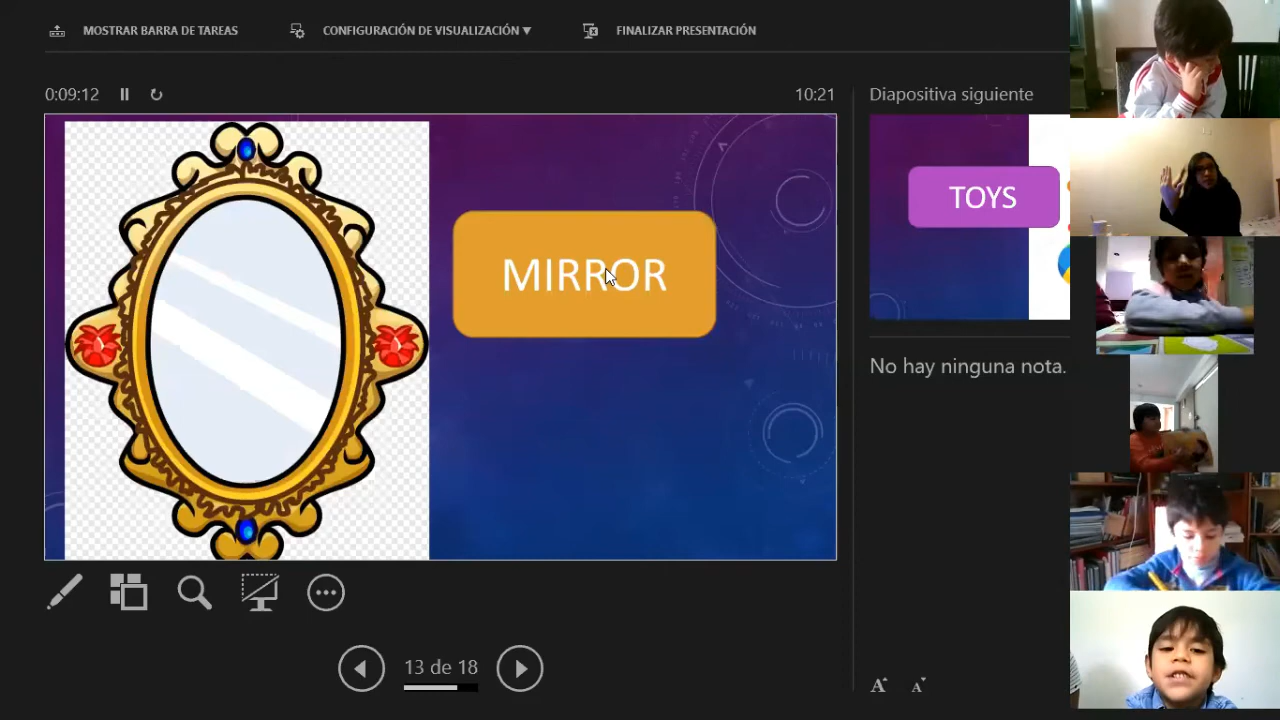 MOSTRAR BARRA DE TAREAS CONFIGURACIÓN DE VISUALIZACIÓN ▼ FINALIZAR PRESENTACIÓN
0:09:12 10:21
MIRROR
13 de 18
Diapositiva siguiente
TOYS
No hay ninguna nota.
A A